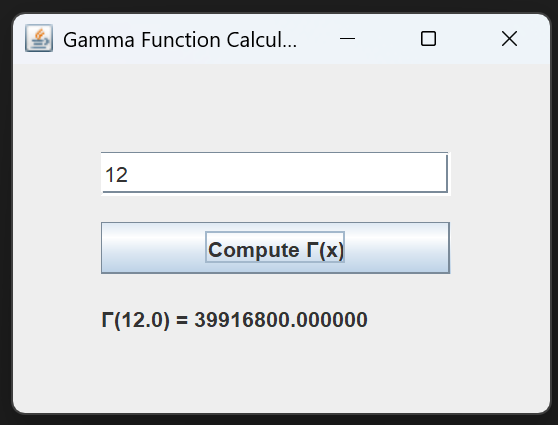 Gamma Function Calcul...
12
Compute Γ(x)
Γ(12.0) = 39916800.000000